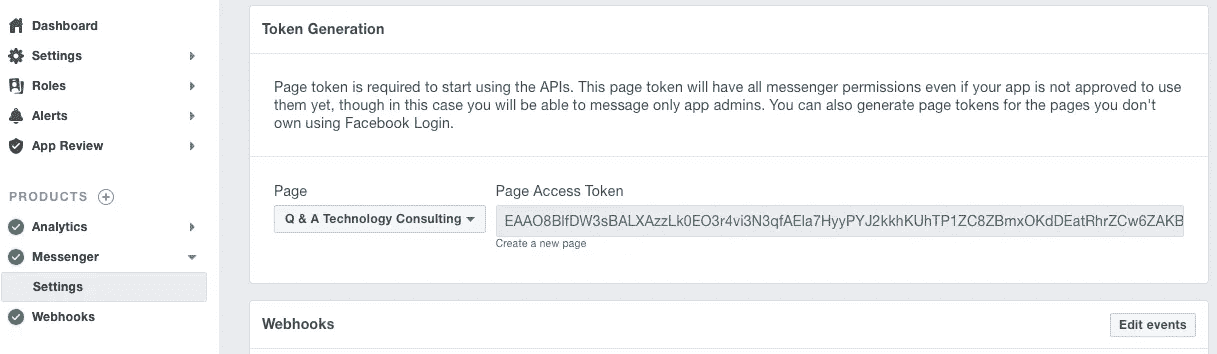 Dashboard
Settings
Roles
Alerts
App Review
PRODUCTS
Analytics
Messenger
Settings
Webhooks
Token Generation
Page token is required to start using the APIs. This page token will have all messenger permissions even if your app is not approved to use
them yet, though in this case you will be able to message only app admins. You can also generate page tokens for the pages you don't
own using Facebook Login.
Page
Page Access Token
Q & A Technology Consulting
EAAO8BlfDW3sBALXAzzLk0EO3r4vi3N3qfAEla7HyyPYJ2kkhKUhTP1ZC8ZBmxOKdDEatRhrZCw6ZAKB
Create a new page
Webhooks
Edit events